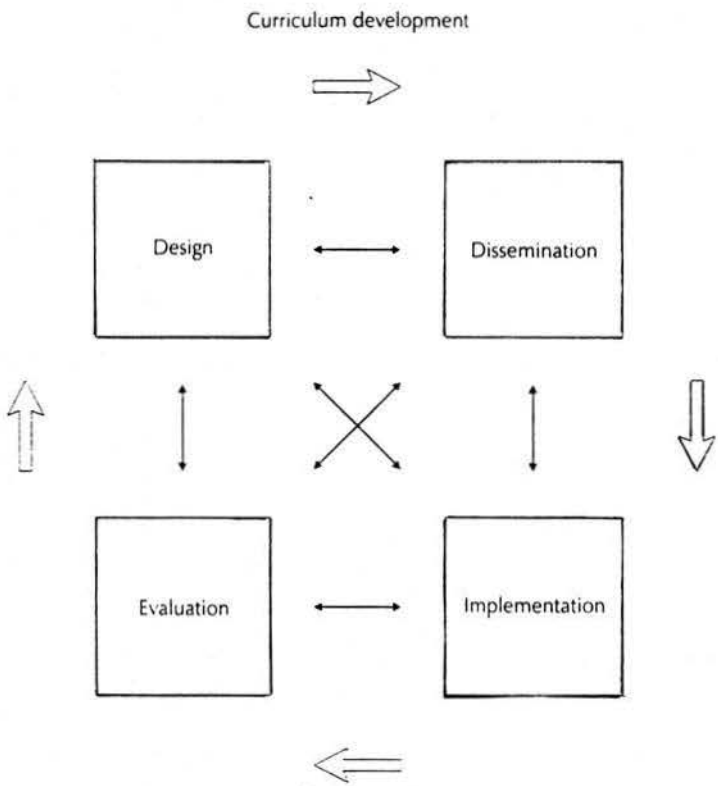 Curriculum development
Design
Dissemination
Evaluation
Implementation